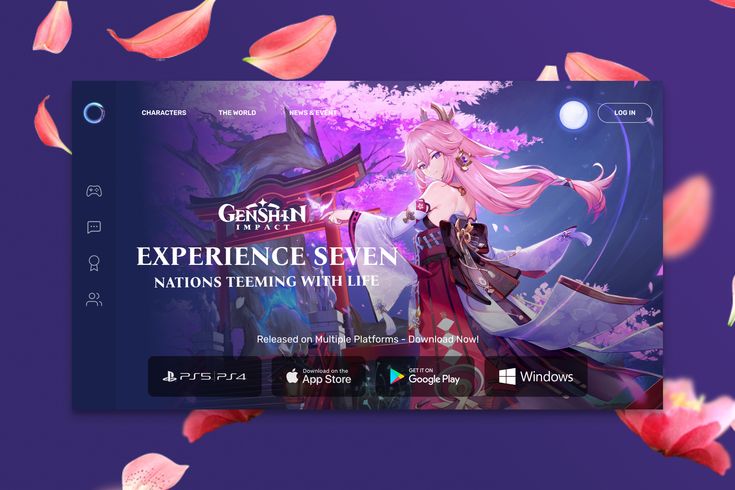 CHARACTERS
THE WORLD
NEWS & EVENT
LOG IN
GENSHIN
IMPACT
EXPERIENCE SEVEN
NATIONS TEEMING WITH LIFE
Released on Multiple Platforms - Download Now!
PS5 | PS4
Download on the
App Store
GET IT ON
Google Play
Windows